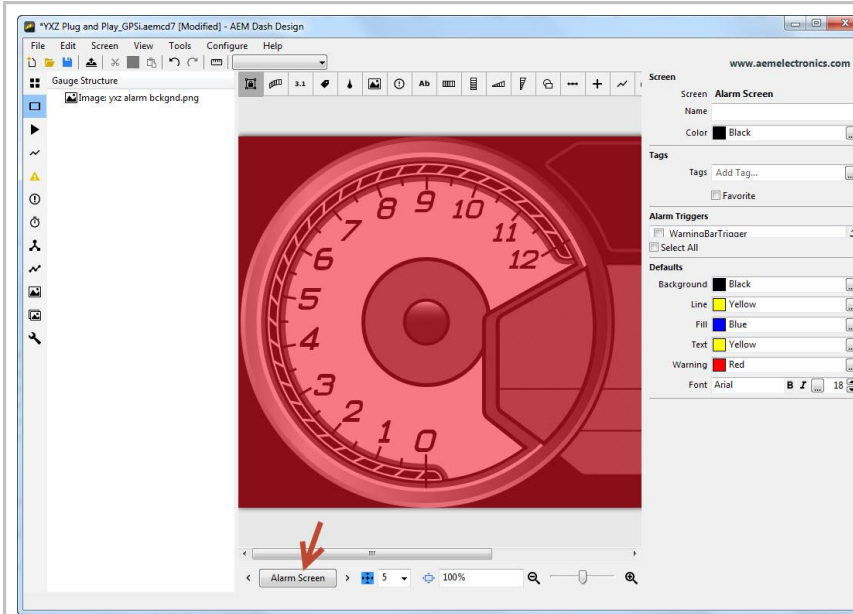 *YXZ Plug and Play_GPSi.aemcd7 [Modified] - AEM Dash Design
File Edit Screen View Tools Configure Help
www.aemelectronics.com
Gauge Structure
Image: yxz alarm bckgnd.png
3.1
Ab
Screen
Screen Alarm Screen
Name
Color Black ...
Tags
Tags Add Tag... ...
Favorite
Alarm Triggers
WarningBarTrigger
Select All
Defaults
Background Black ...
Line Yellow ...
Fill Blue ...
Text Yellow ...
Warning Red ...
Font Arial B I ... 18
0
1
2
3
4
5
6
7
8
9
10
11
12
< Alarm Screen > 5 100%